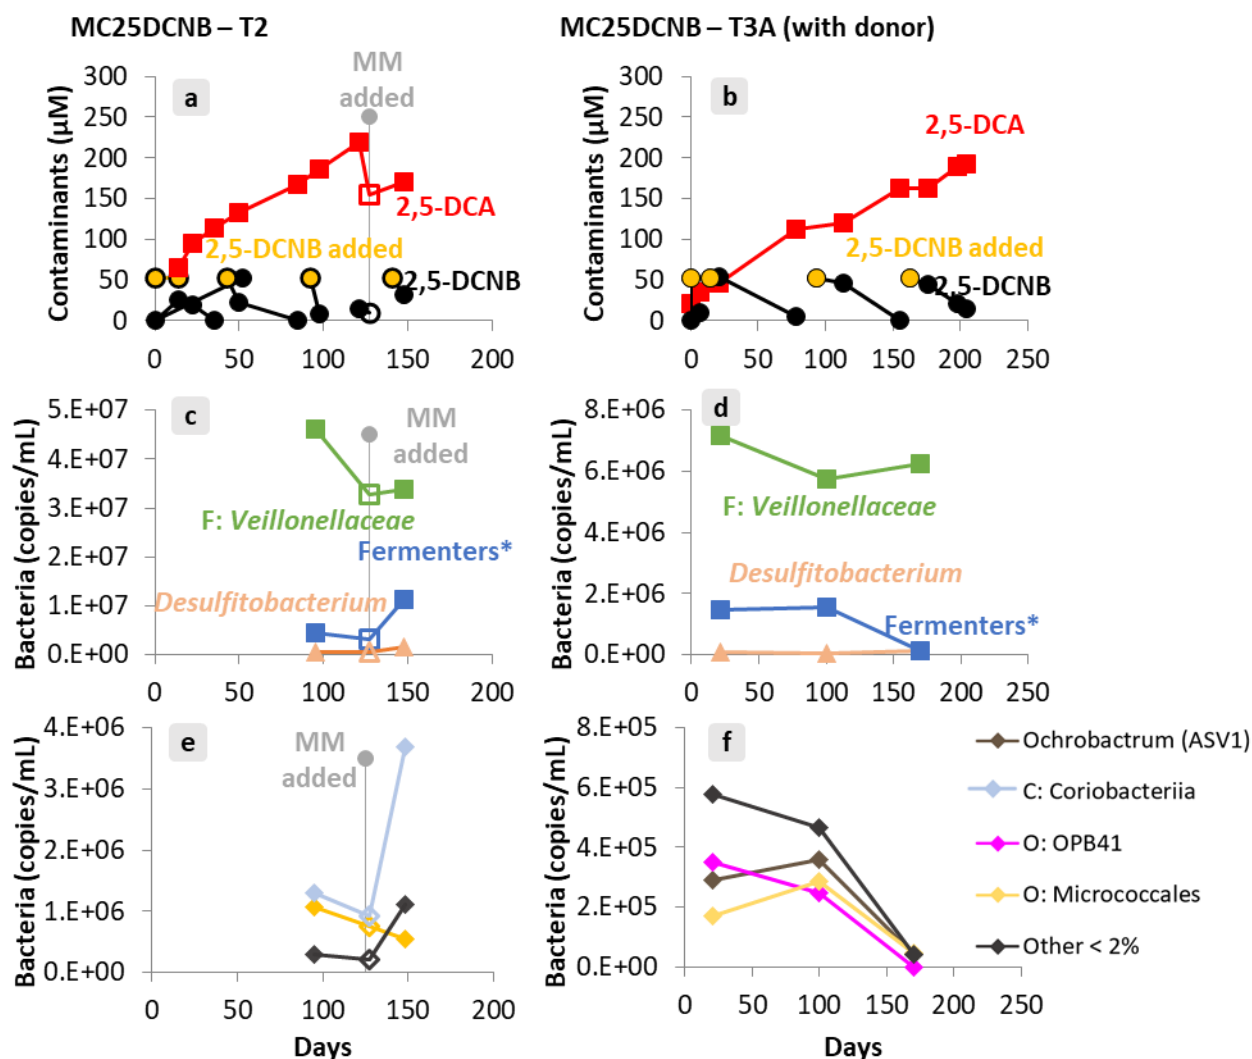 MC25DCNB – T2
MC25DCNB – T3A (with donor)
Contaminants (µM)
300
250
200
150
100
50
0
a
MM
added
2,5-DCA
2,5-DCNB added
2,5-DCNB
0
50
100
150
200
Contaminants (µM)
300
250
200
150
100
50
0
b
2,5-DCA
2,5-DCNB added
2,5-DCNB
0
50
100
150
200
250
Bacteria (copies/mL)
5.E+07
4.E+07
3.E+07
2.E+07
1.E+07
0.E+00
c
MM
added
F: Veillonellaceae
Fermenters*
Desulfitobacterium
0
50
100
150
200
Bacteria (copies/mL)
8.E+06
6.E+06
4.E+06
2.E+06
0.E+00
d
F: Veillonellaceae
Desulfitobacterium
Fermenters*
0
50
100
150
200
250
Bacteria (copies/mL)
4.E+06
3.E+06
2.E+06
1.E+06
0.E+00
e
MM
added
0
50
100
150
200
Days
Bacteria (copies/mL)
8.E+05
6.E+05
4.E+05
2.E+05
0.E+00
f
0
50
100
150
200
250
Days
Ochrobactrum (ASV1)
C: Coriobacteriia
O: OPB41
O: Micrococcales
Other < 2%